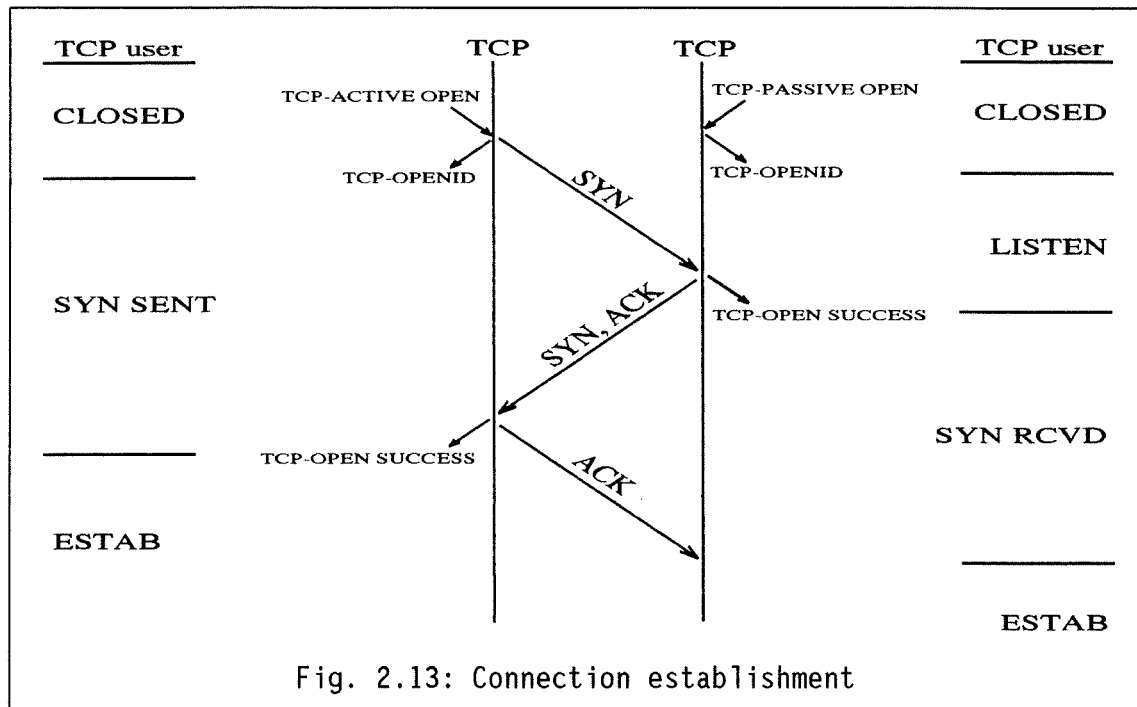 TCP user
TCP
TCP
TCP user
TCP-ACTIVE OPEN
TCP-PASSIVE OPEN
CLOSED
CLOSED
TCP-OPENID
TCP-OPENID
SYN
LISTEN
SYN SENT
TCP-OPEN SUCCESS
SYN, ACK
SYN RCVD
TCP-OPEN SUCCESS
ACK
ESTAB
ESTAB
Fig. 2.13: Connection establishment